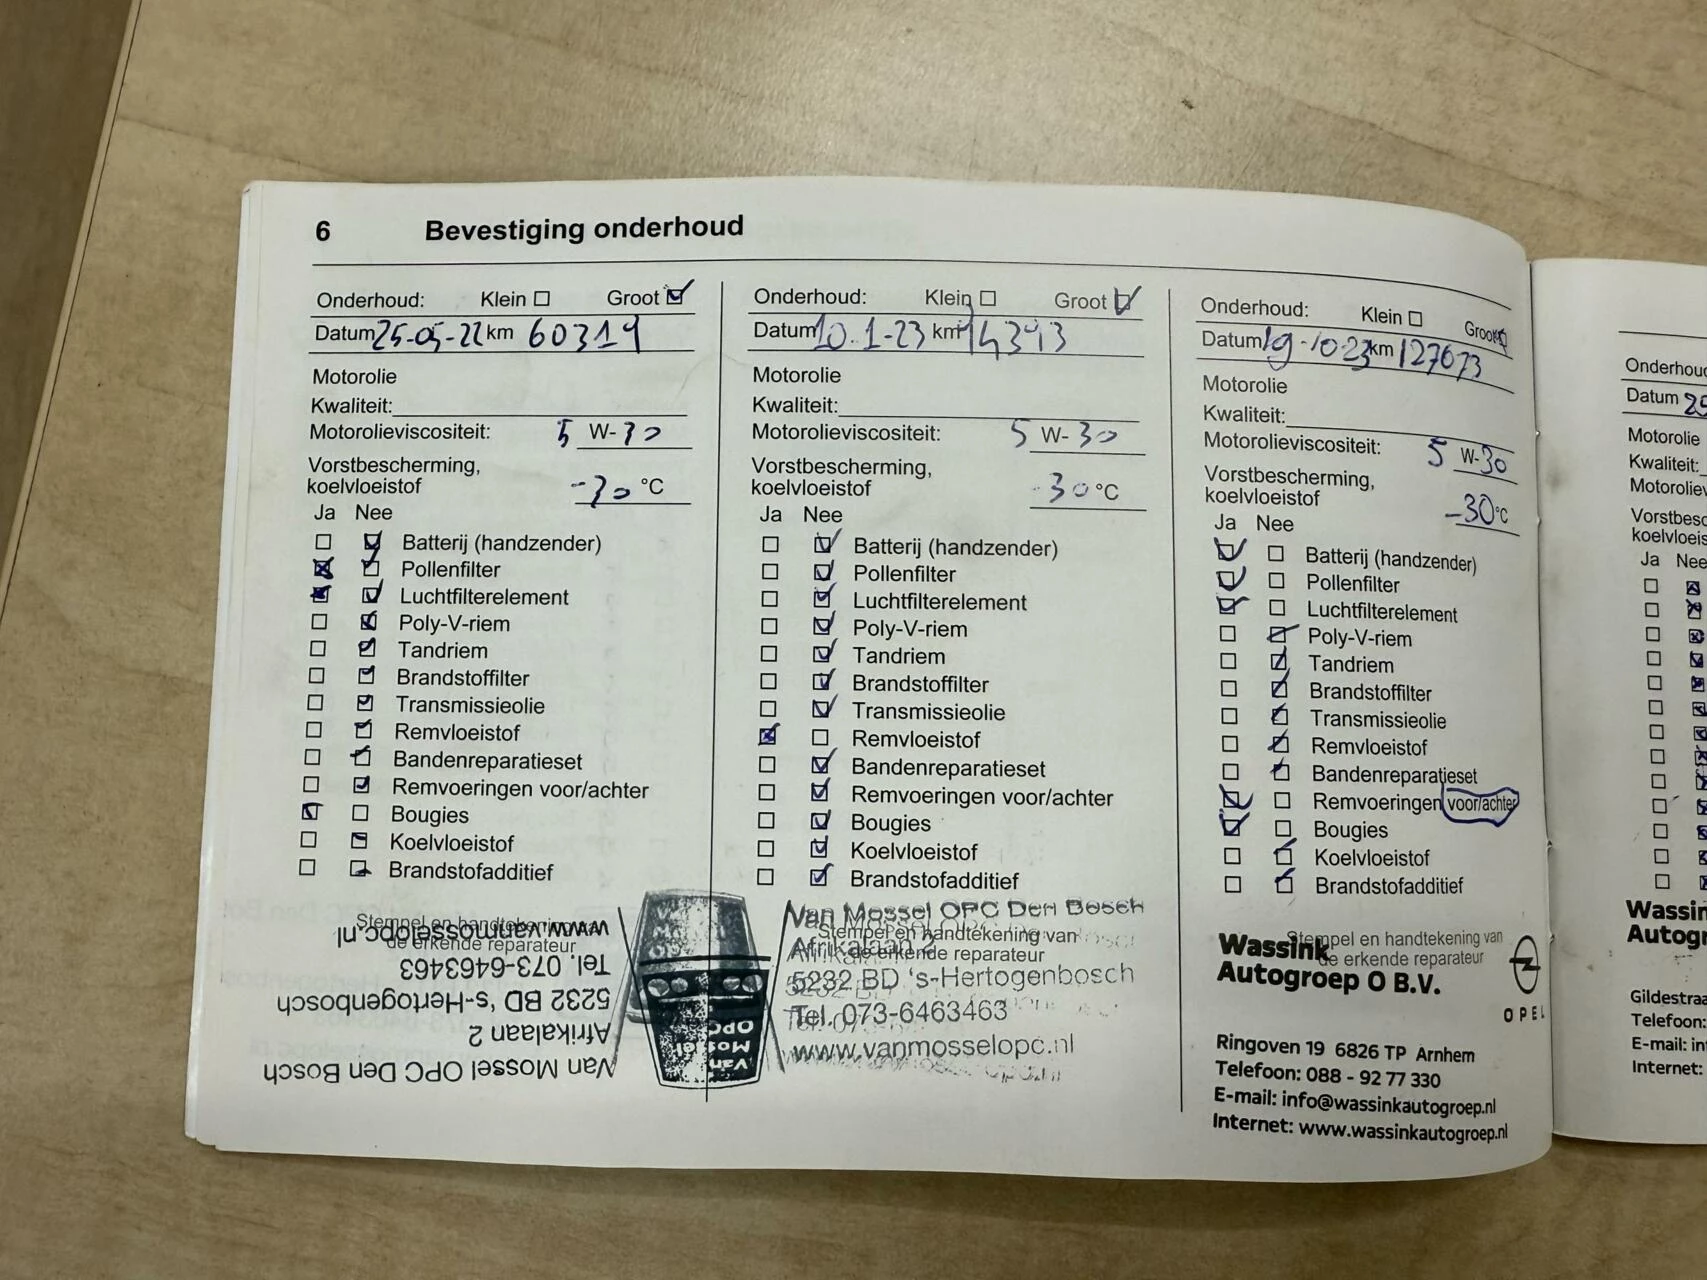 6 Bevestiging onderhoud
Onderhoud: Klein Groot
Datum 25-05-22 km 60319
Motorolie
Kwaliteit:
Motorolieviscositeit: 5 W-30
Vorstbescherming,
koelvloeistof -30 °C
Ja Nee
Batterij (handzender)
Pollenfilter
Luchtfilterelement
Poly-V-riem
Tandriem
Brandstoffilter
Transmissieolie
Remvloeistof
Bandenreparatieset
Remvoeringen voor/achter
Bougies
Koelvloeistof
Brandstofadditief
Stempel en handtekening van
de erkende reparateur
Van Mossel OPC Den Bosch
Afrikalaan 2
5232 BD 's-Hertogenbosch
Tel. 073-6463463
www.vanmosselopc.nl
Van Mossel OPC
Onderhoud: Klein Groot
Datum 10-1-23 km 94393
Motorolie
Kwaliteit:
Motorolieviscositeit: 5 W-30
Vorstbescherming,
koelvloeistof -30 °C
Ja Nee
Batterij (handzender)
Pollenfilter
Luchtfilterelement
Poly-V-riem
Tandriem
Brandstoffilter
Transmissieolie
Remvloeistof
Bandenreparatieset
Remvoeringen voor/achter
Bougies
Koelvloeistof
Brandstofadditief
Stempel en handtekening van
de erkende reparateur
Van Mossel OPC Den Bosch
Afrikalaan 2
5232 BD 's-Hertogenbosch
Tel. 073-6463463
www.vanmosselopc.nl
Onderhoud: Klein Groot
Datum 19-10-23 km 127673
Motorolie
Kwaliteit:
Motorolieviscositeit: 5 W-30
Vorstbescherming,
koelvloeistof -30 °C
Ja Nee
Batterij (handzender)
Pollenfilter
Luchtfilterelement
Poly-V-riem
Tandriem
Brandstoffilter
Transmissieolie
Remvloeistof
Bandenreparatieset
Remvoeringen voor/achter
Bougies
Koelvloeistof
Brandstofadditief
Stempel en handtekening van
de erkende reparateur
Wassink
Autogroep O B.V.
OPEL
Ringoven 19 6826 TP Arnhem
Telefoon: 088 - 92 77 330
E-mail: info@wassinkautogroep.nl
Internet: www.wassinkautogroep.nl
Datum 25
Motorolie
Kwaliteit:
Ja Nee
Telefoon:
E-mail:
Internet: